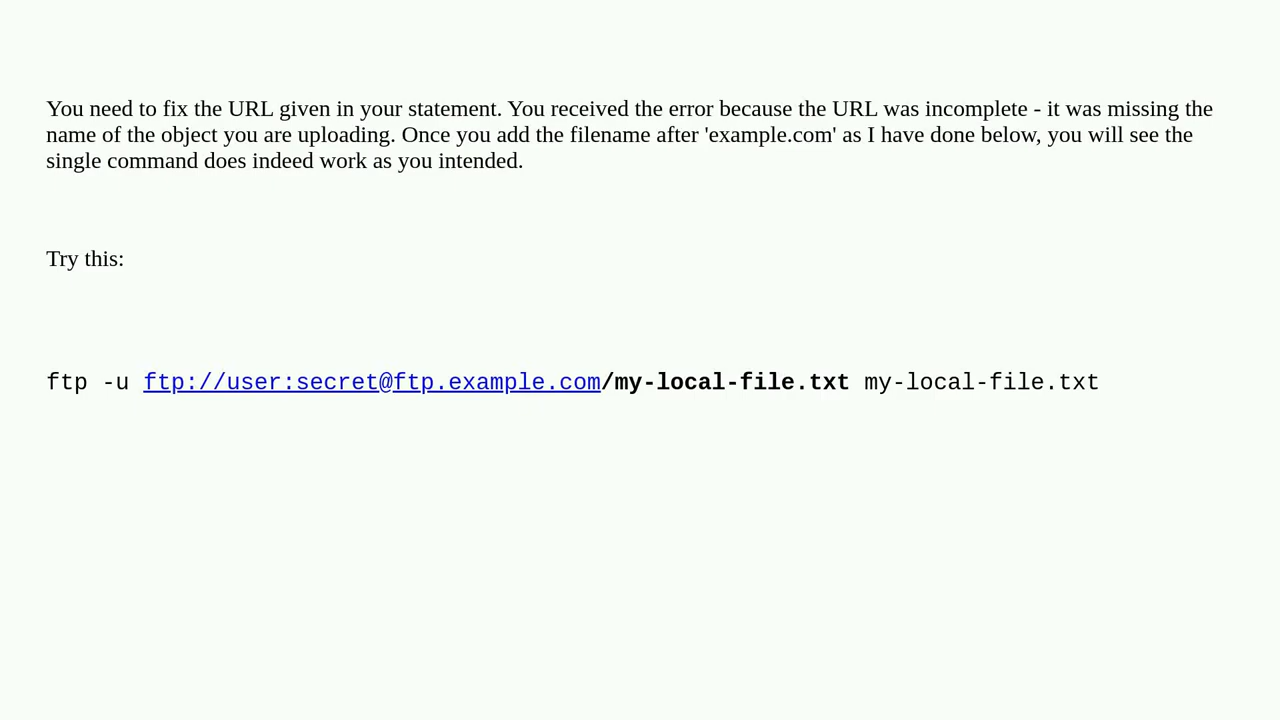 You need to fix the URL given in your statement. You received the error because the URL was incomplete - it was missing the
name of the object you are uploading. Once you add the filename after 'example.com' as I have done below, you will see the
single command does indeed work as you intended.
Try this:
ftp -u ftp://user:secret@ftp.example.com/my-local-file.txt my-local-file.txt